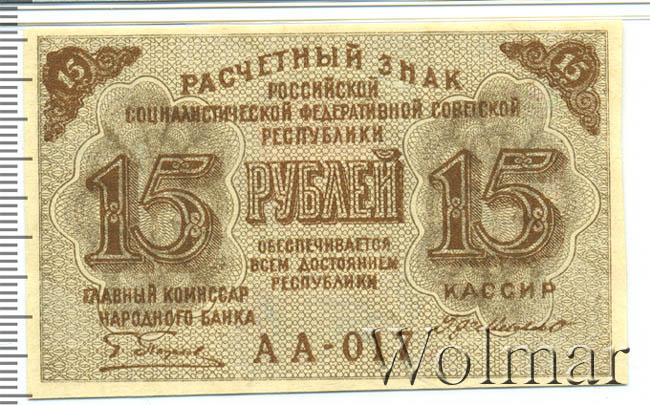 15
15
РАСЧЕТНЫЙ ЗНАК
РОССИЙСКОЙ
СОЦИАЛИСТИЧЕСКОЙ ФЕДЕРАТИВНОЙ СОВЕТСКОЙ
РЕСПУБЛИКИ
15 РУБЛЕЙ 15
ОБЕСПЕЧИВАЕТСЯ
ВСЕМ ДОСТОЯНИЕМ
РЕСПУБЛИКИ
ГЛАВНЫЙ КОМИССАР
НАРОДНОГО БАНКА
КАССИР
АА-017
Wolmar